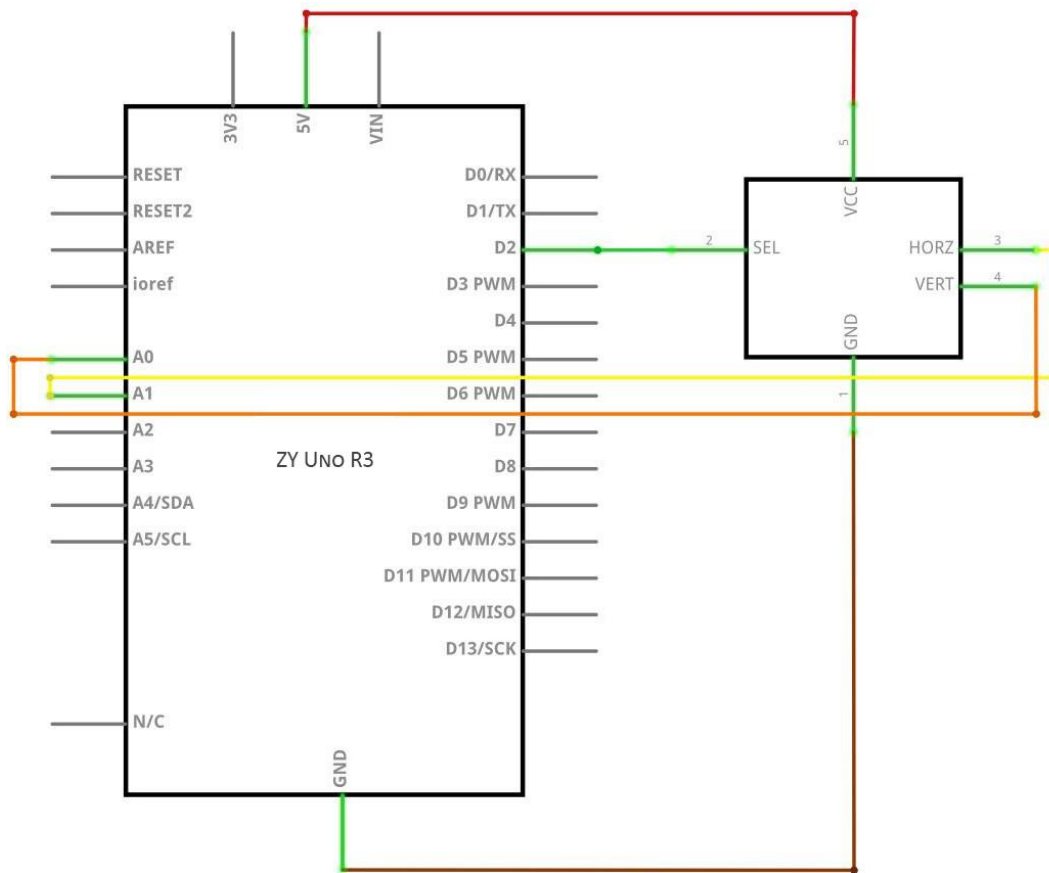 3V3
5V
VIN
RESET
RESET2
AREF
ioref
A0
A1
A2
A3
A4/SDA
A5/SCL
N/C
D0/RX
D1/TX
D2
D3 PWM
D4
D5 PWM
D6 PWM
D7
D8
D9 PWM
D10 PWM/SS
D11 PWM/MOSI
D12/MISO
D13/SCK
ZY UNO R3
GND
5
VCC
2
SEL
HORZ
3
VERT
4
GND
1